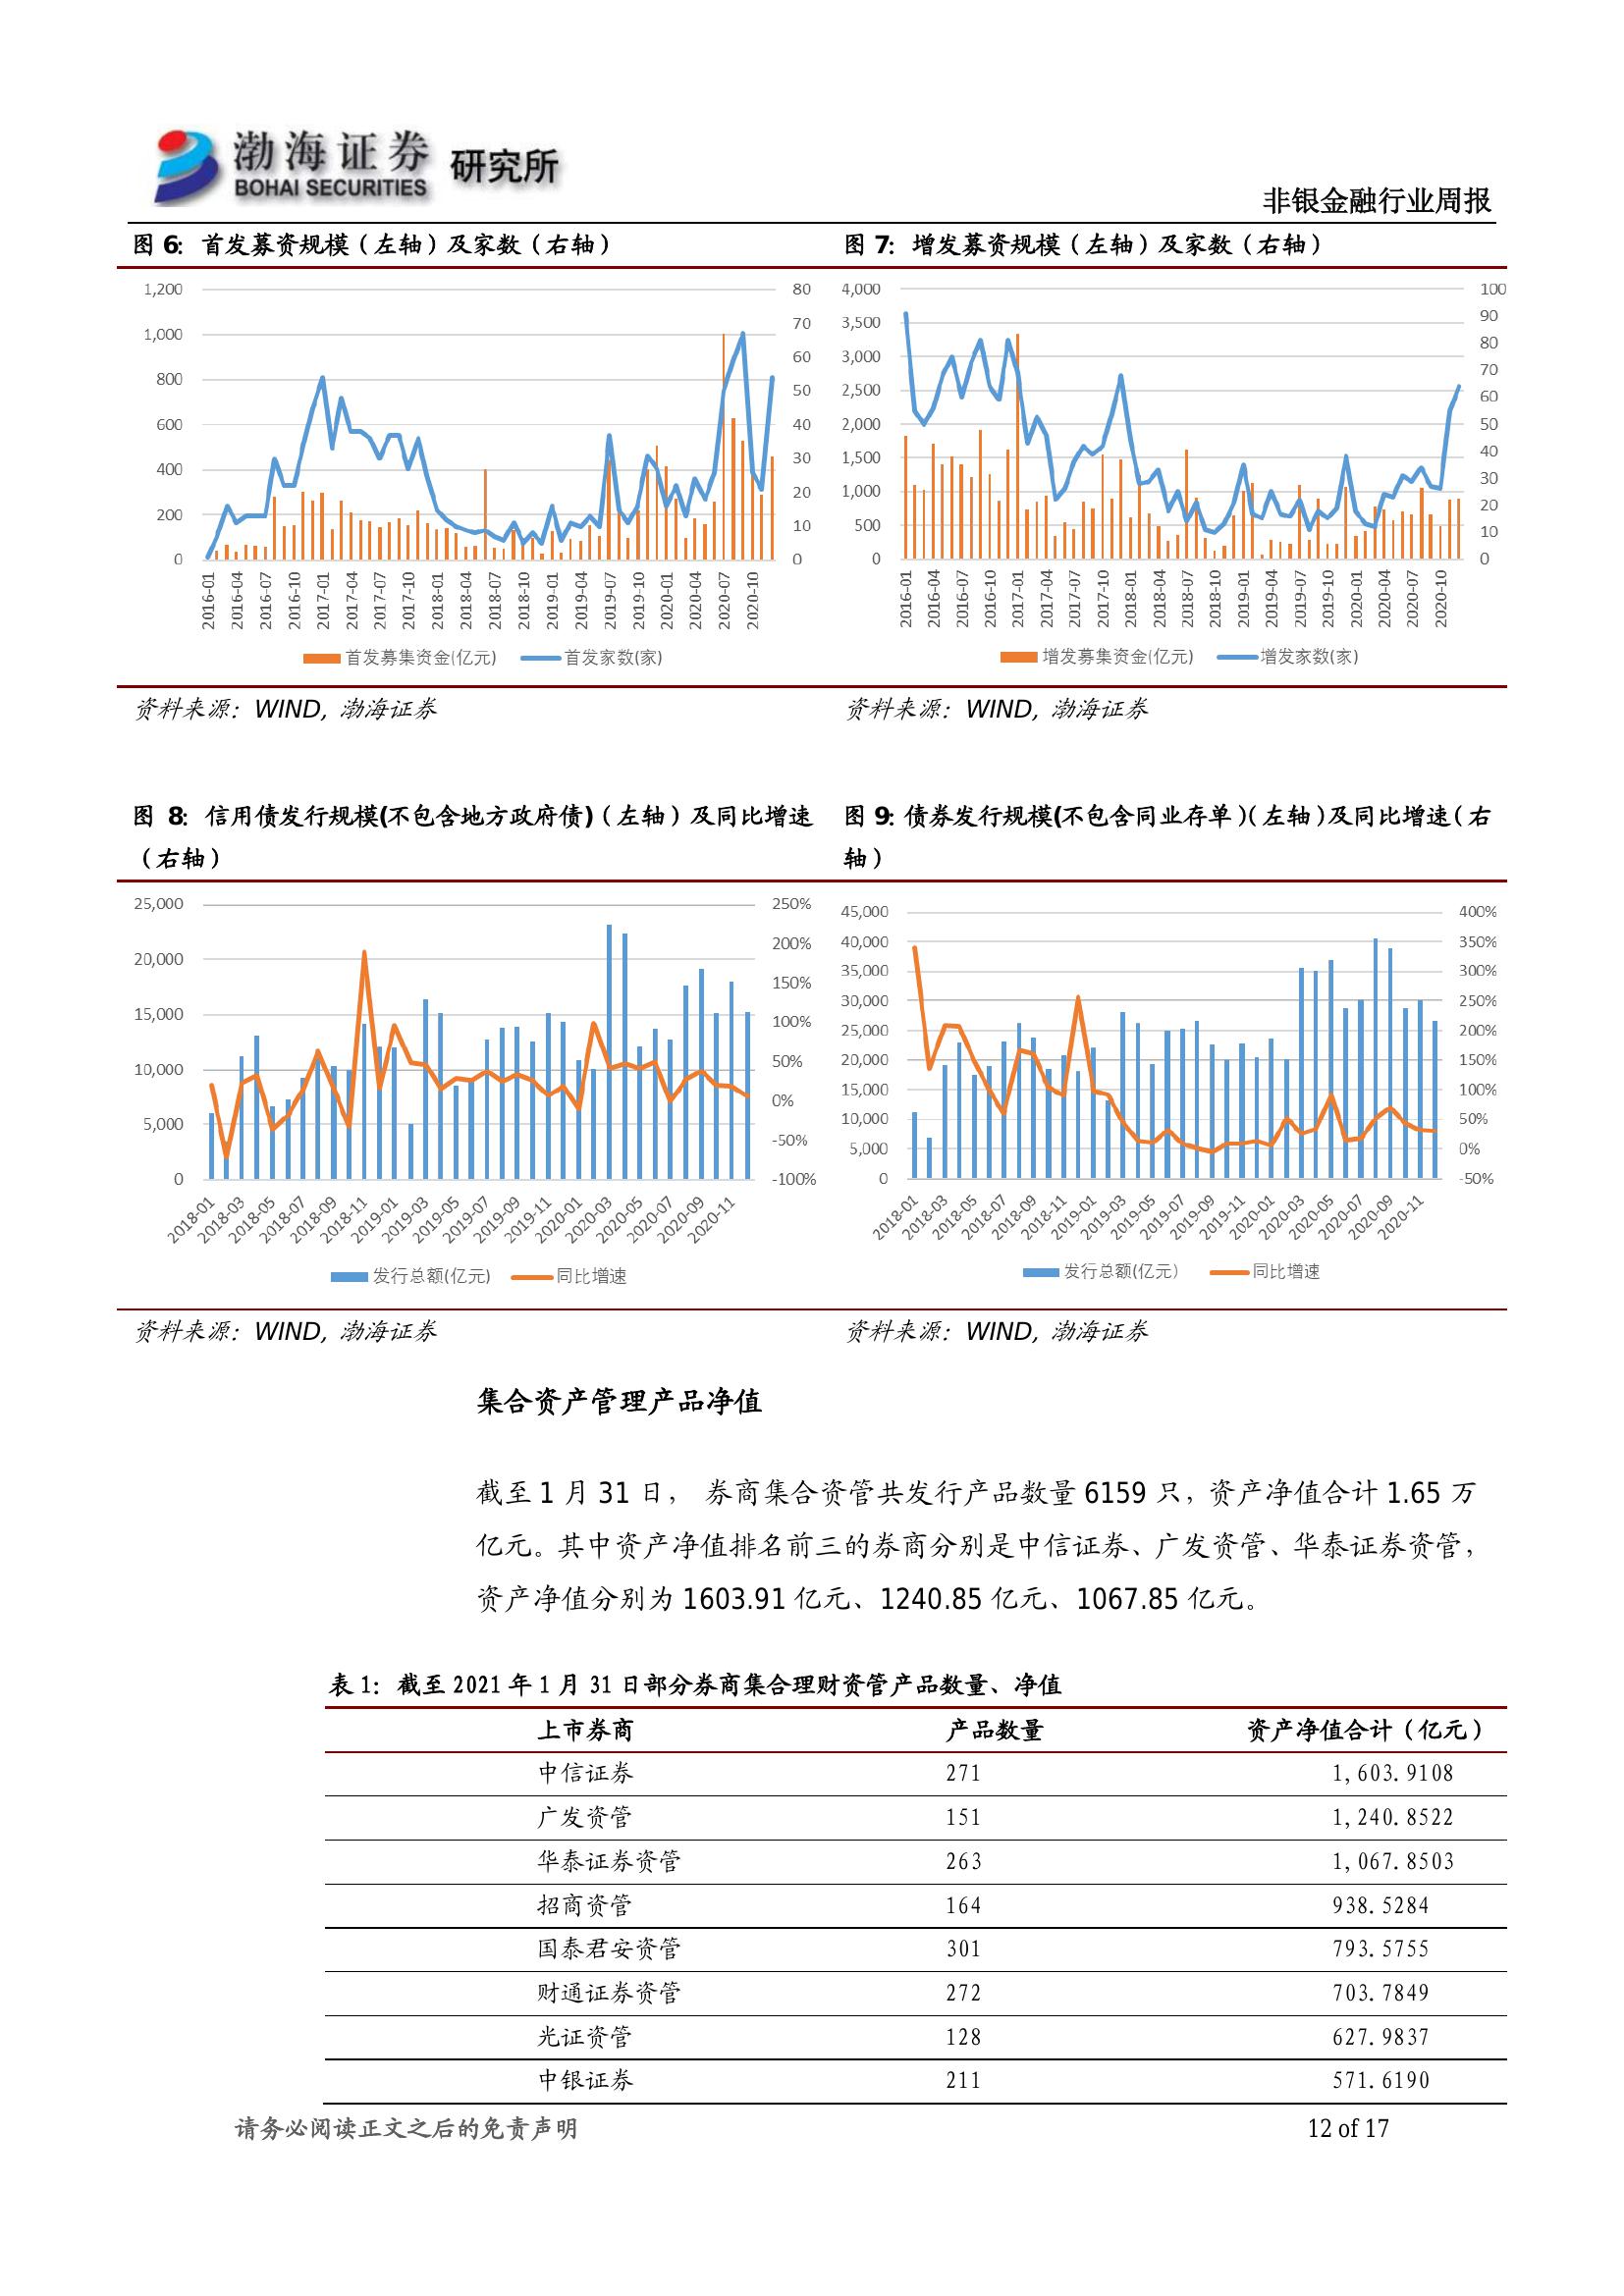 渤海证券 研究所
BOHAI SECURITIES
非银金融行业周报
图 6：首发募资规模（左轴）及家数（右轴）
1,200
1,000
800
600
400
200
0
80
70
60
50
40
30
20
10
0
2016-01 2016-04 2016-07 2016-10 2017-01 2017-04 2017-07 2017-10 2018-01 2018-04 2018-07 2018-10 2019-01 2019-04 2019-07 2019-10 2020-01 2020-04 2020-07 2020-10
首发募集资金(亿元) 首发家数(家)
资料来源：WIND，渤海证券
图 7：增发募资规模（左轴）及家数（右轴）
4,000
3,500
3,000
2,500
2,000
1,500
1,000
500
0
100
90
80
70
60
50
40
30
20
10
0
2016-01 2016-04 2016-07 2016-10 2017-01 2017-04 2017-07 2017-10 2018-01 2018-04 2018-07 2018-10 2019-01 2019-04 2019-07 2019-10 2020-01 2020-04 2020-07 2020-10
增发募集资金(亿元) 增发家数(家)
资料来源：WIND，渤海证券
图 8：信用债发行规模(不包含地方政府债)（左轴）及同比增速
（右轴）
25,000
20,000
15,000
10,000
5,000
0
250%
200%
150%
100%
50%
0%
-50%
-100%
2018-01 2018-03 2018-05 2018-07 2018-09 2018-11 2019-01 2019-03 2019-05 2019-07 2019-09 2019-11 2020-01 2020-03 2020-05 2020-07 2020-09 2020-11
发行总额(亿元) 同比增速
资料来源：WIND，渤海证券
图 9：债券发行规模(不包含同业存单)（左轴）及同比增速（右
轴）
45,000
40,000
35,000
30,000
25,000
20,000
15,000
10,000
5,000
0
400%
350%
300%
250%
200%
150%
100%
50%
0%
-50%
2018-01 2018-03 2018-05 2018-07 2018-09 2018-11 2019-01 2019-03 2019-05 2019-07 2019-09 2019-11 2020-01 2020-03 2020-05 2020-07 2020-09 2020-11
发行总额(亿元） 同比增速
资料来源：WIND，渤海证券
集合资产管理产品净值
截至 1 月 31 日， 券商集合资管共发行产品数量 6159 只，资产净值合计 1.65 万
亿元。其中资产净值排名前三的券商分别是中信证券、广发资管、华泰证券资管，
资产净值分别为 1603.91 亿元、1240.85 亿元、1067.85 亿元。
表 1：截至 2021 年 1 月 31 日部分券商集合理财资管产品数量、净值
上市券商 产品数量 资产净值合计（亿元）
中信证券 271 1,603.9108
广发资管 151 1,240.8522
华泰证券资管 263 1,067.8503
招商资管 164 938.5284
国泰君安资管 301 793.5755
财通证券资管 272 703.7849
光证资管 128 627.9837
中银证券 211 571.6190
请务必阅读正文之后的免责声明 12 of 17